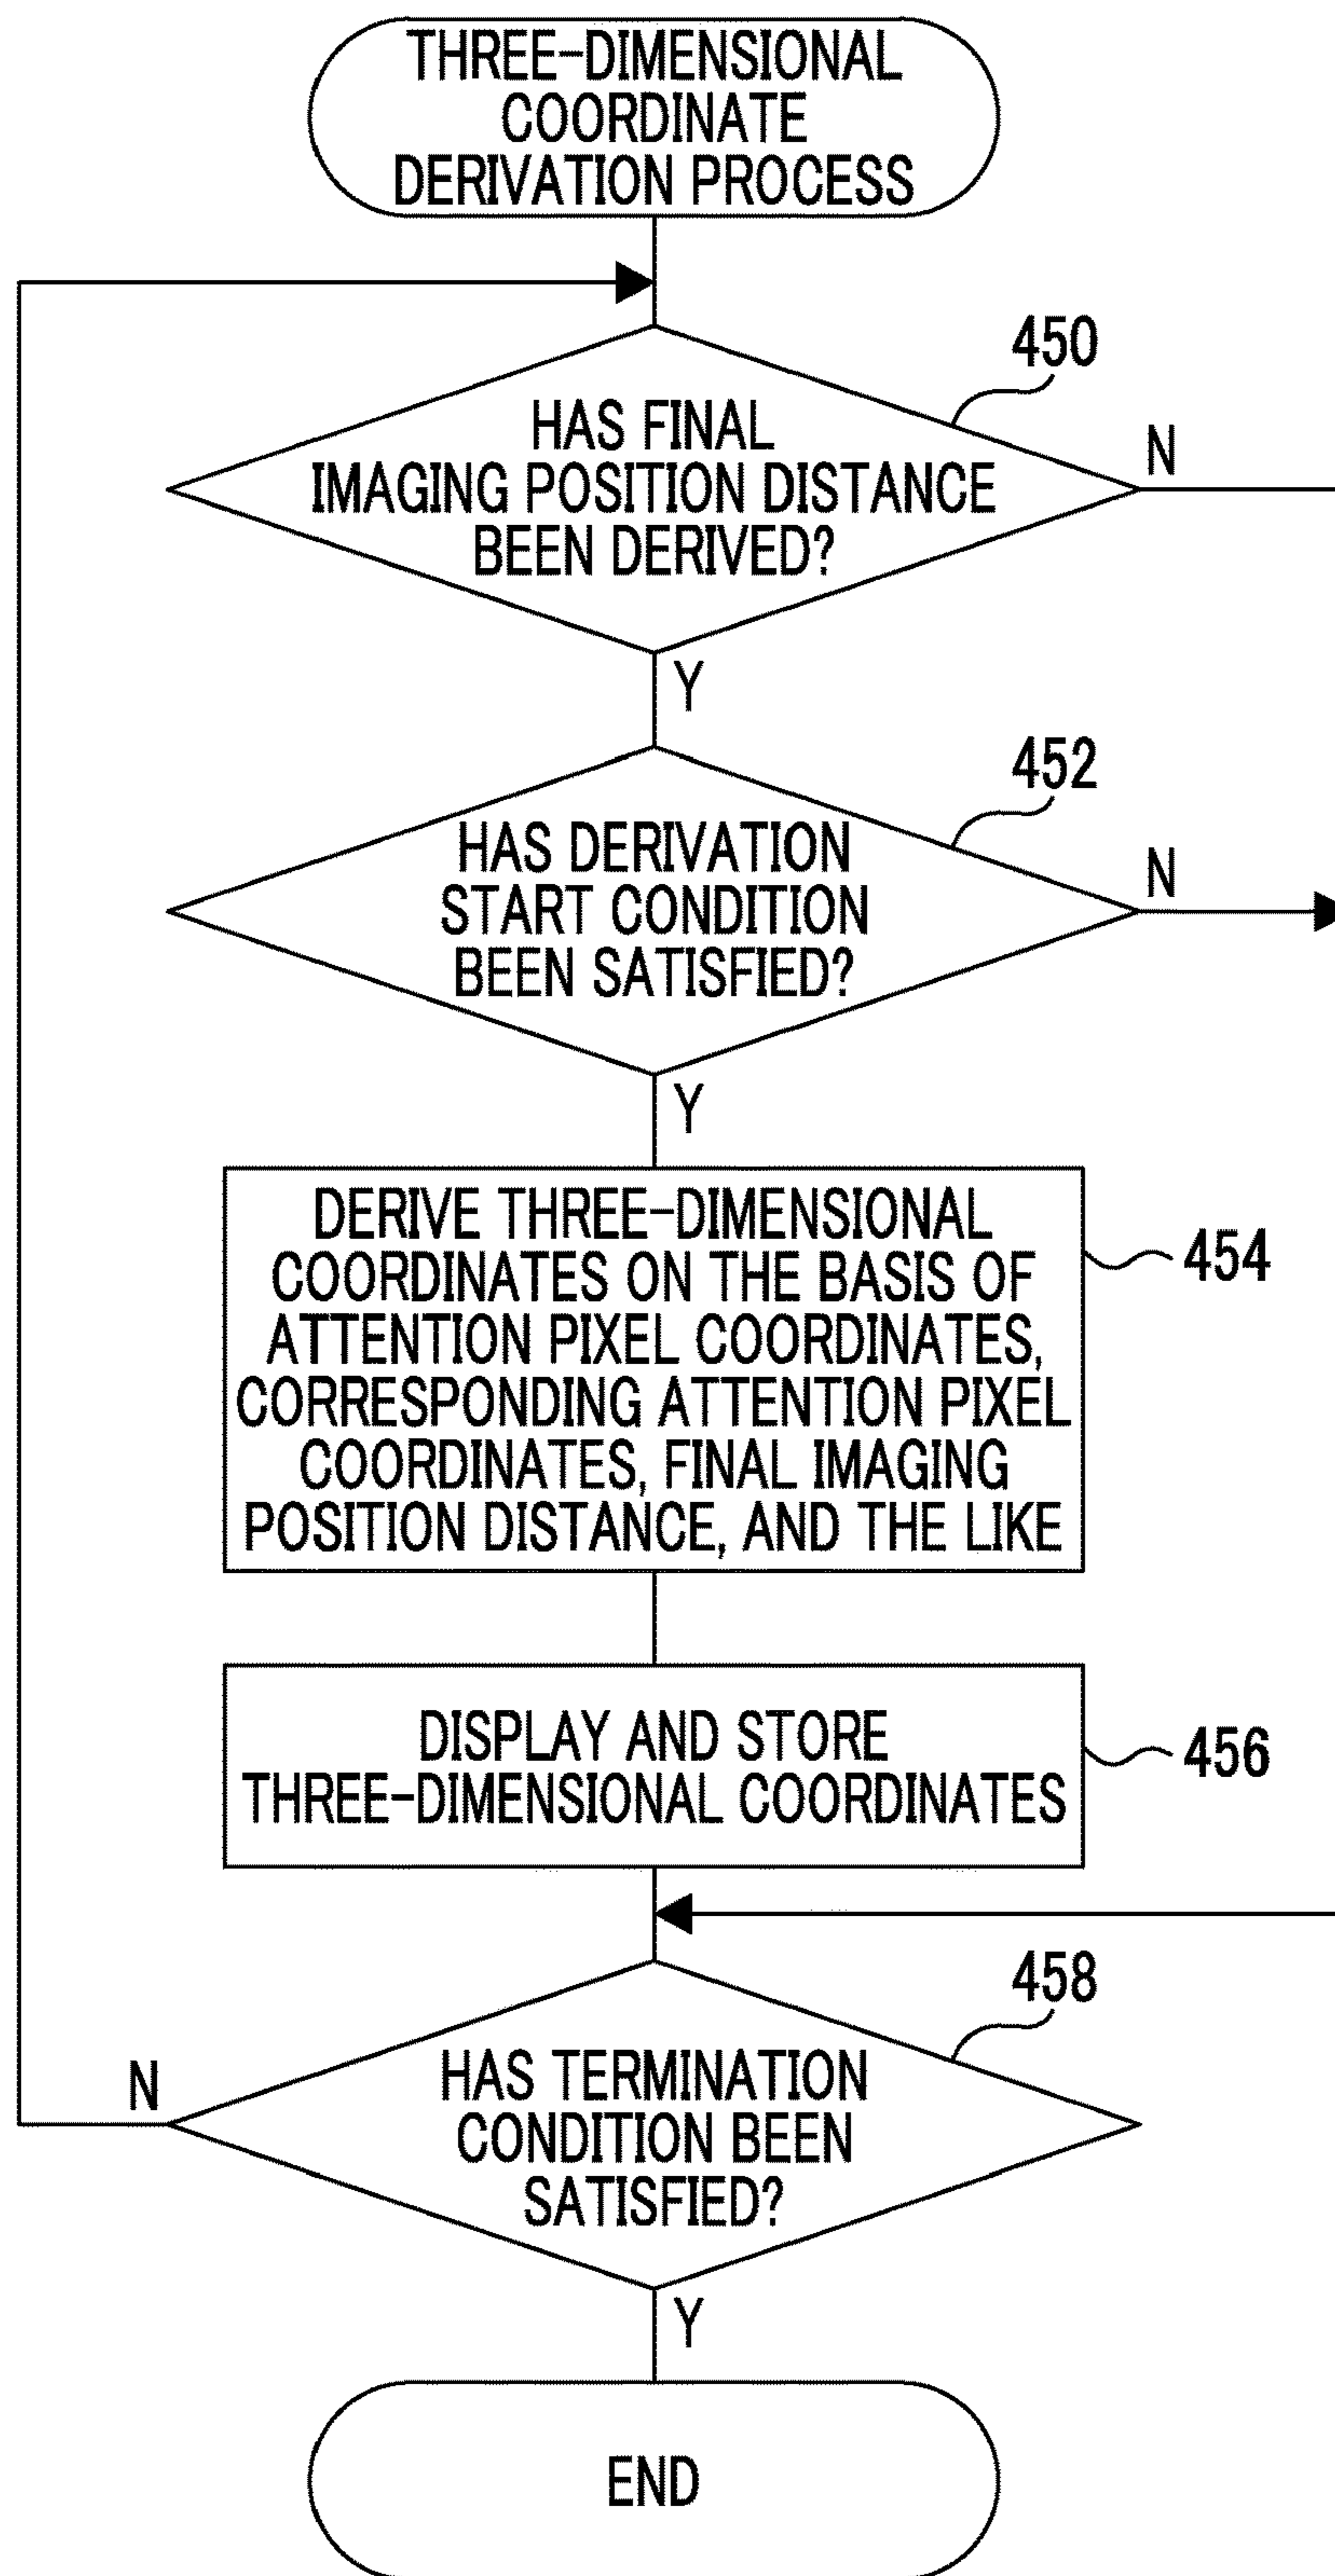 THREE-DIMENSIONAL
COORDINATE
DERIVATION PROCESS
450
HAS FINAL
IMAGING POSITION DISTANCE
BEEN DERIVED?
N
Y
452
HAS DERIVATION
START CONDITION
BEEN SATISFIED?
N
Y
DERIVE THREE-DIMENSIONAL
COORDINATES ON THE BASIS OF
ATTENTION PIXEL COORDINATES,
CORRESPONDING ATTENTION PIXEL
COORDINATES, FINAL IMAGING
POSITION DISTANCE, AND THE LIKE
454
DISPLAY AND STORE
THREE-DIMENSIONAL COORDINATES
456
458
HAS TERMINATION
CONDITION BEEN
SATISFIED?
N
Y
END